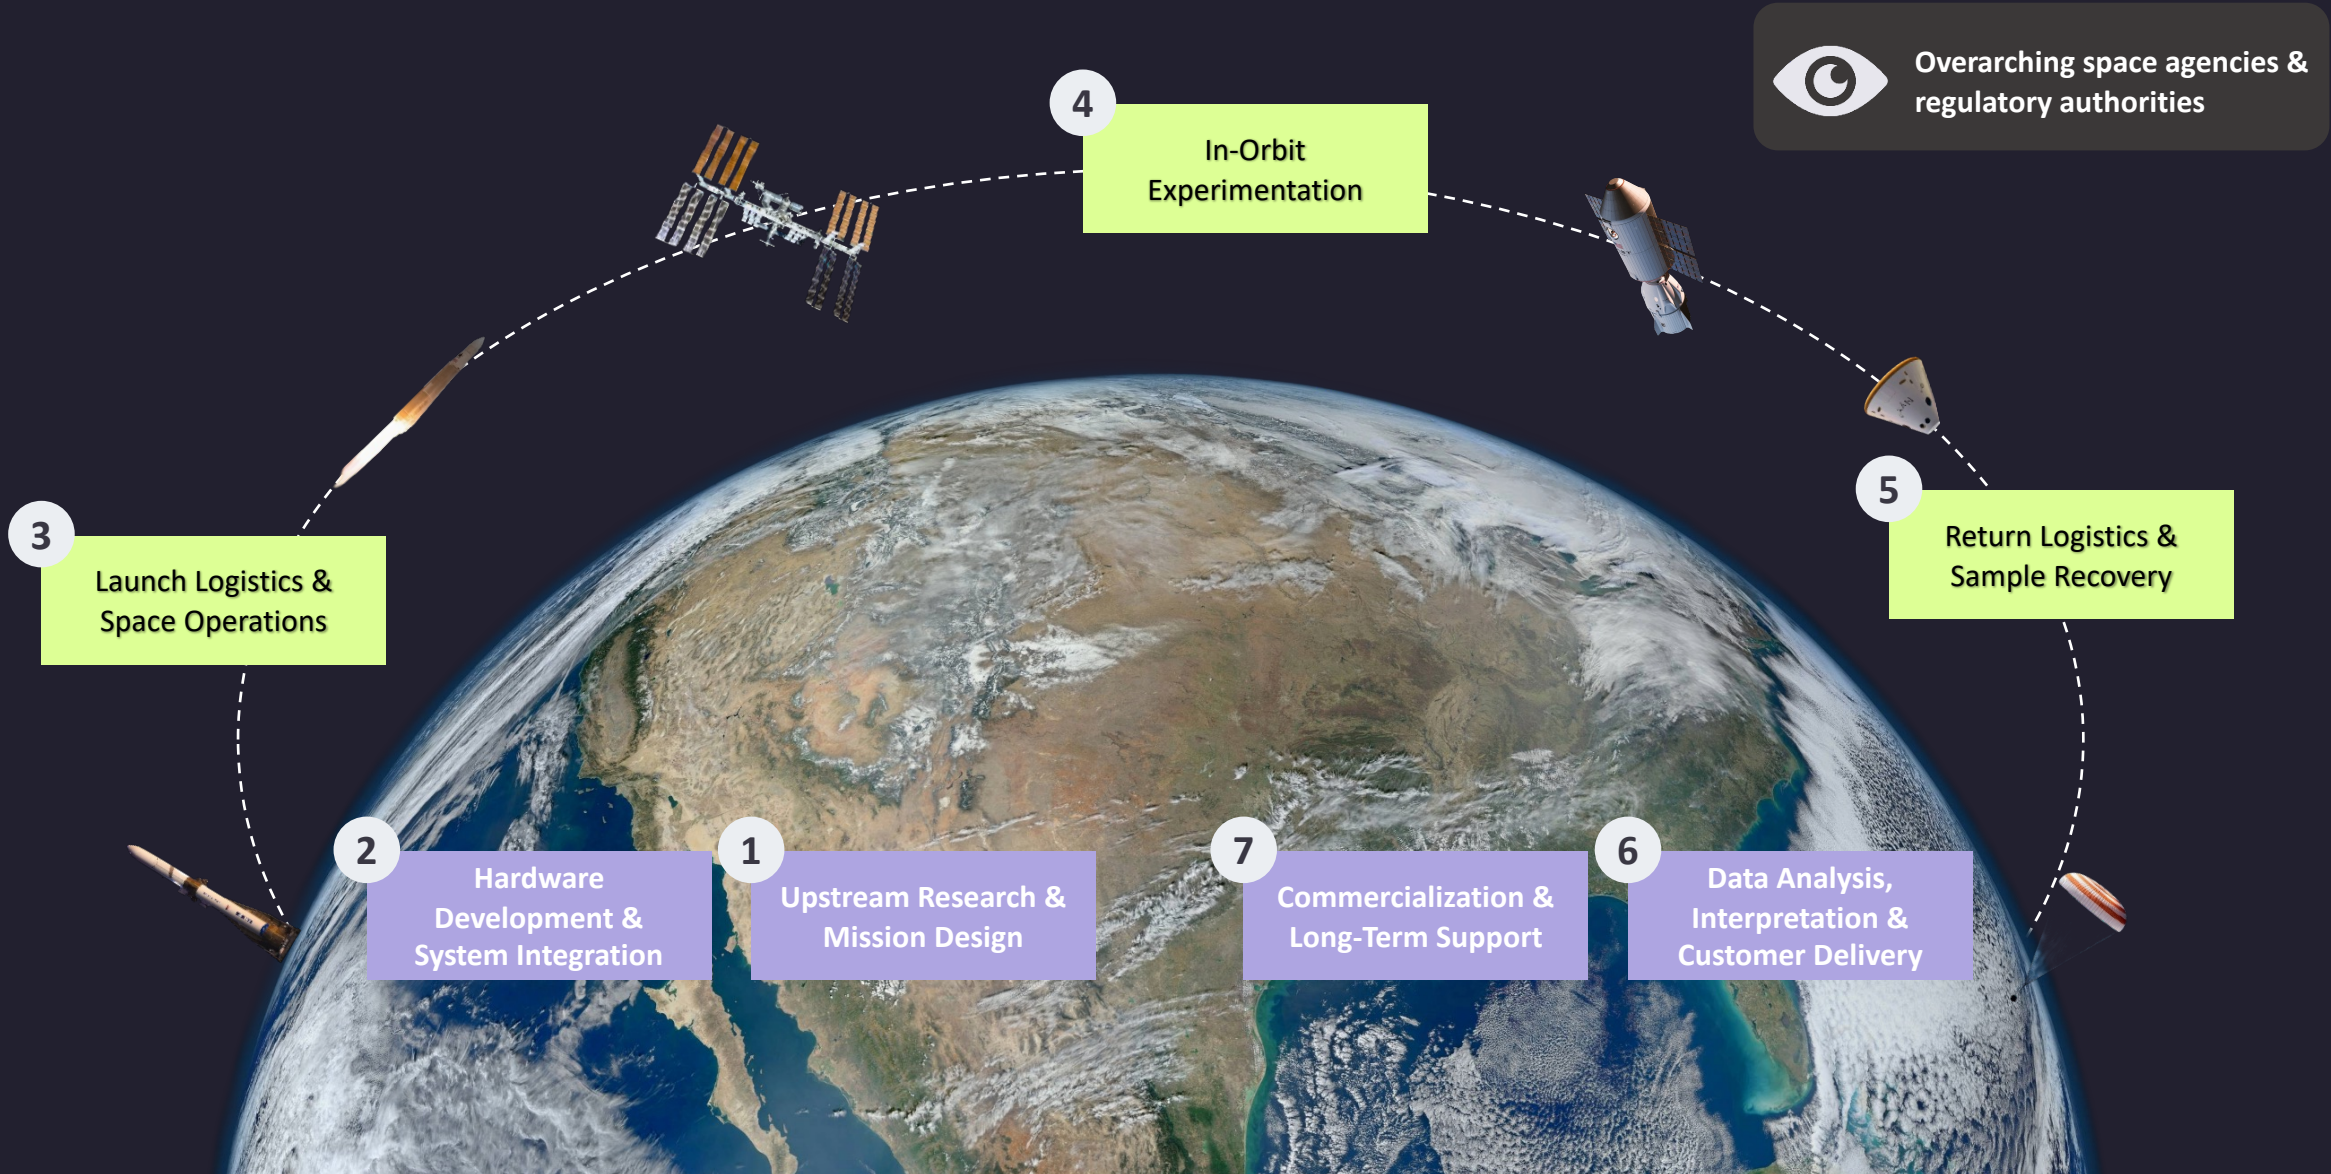 Overarching space agencies &
regulatory authorities
4
In-Orbit
Experimentation
3
Launch Logistics &
Space Operations
5
Return Logistics &
Sample Recovery
2
Hardware
Development &
System Integration
1
Upstream Research &
Mission Design
7
Commercialization &
Long-Term Support
6
Data Analysis,
Interpretation &
Customer Delivery